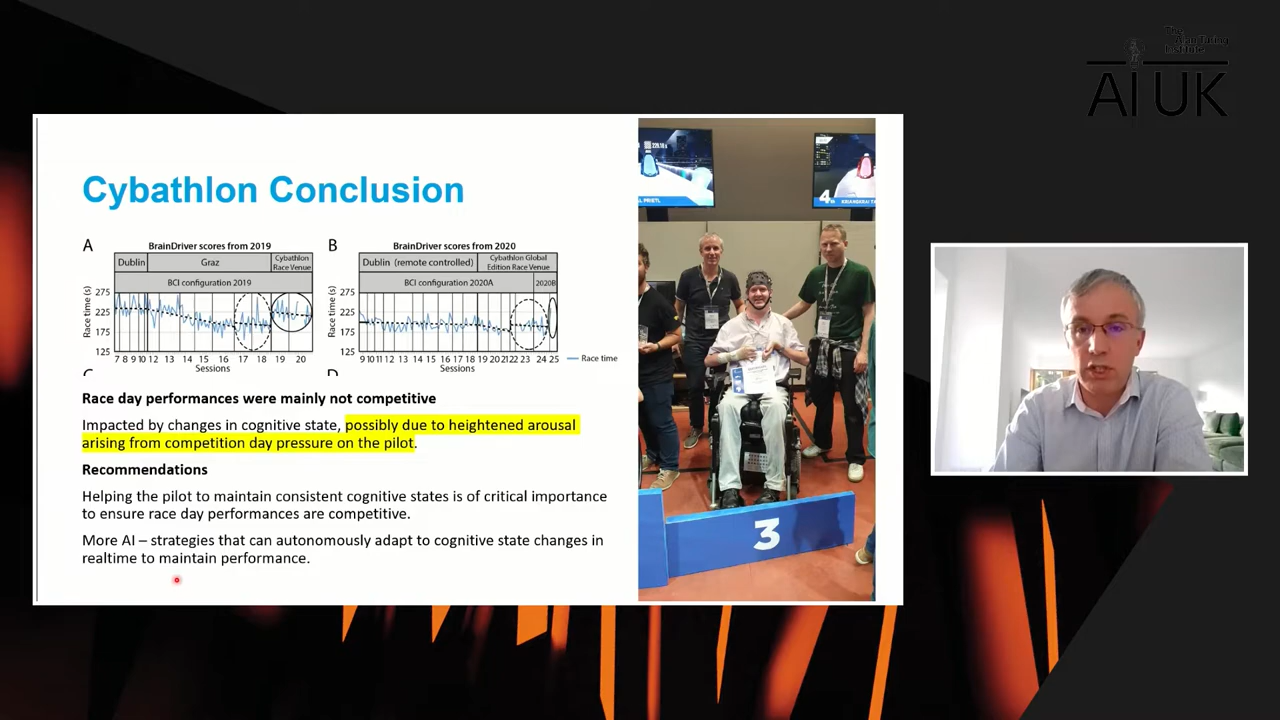 The
Alan Turing
Institute
AI UK
Cybathlon Conclusion
A
BrainDriver scores from 2019
Dublin
Graz
Cybathlon
Race Venue
BCI configuration 2019
Race time (s)
275
225
175
125
7 8 9 10 12 13 14 15 16 17 18 19 20
Sessions
B
BrainDriver scores from 2020
Dublin (remote controlled)
Cybathlon Global
Edition Race Venue
BCI configuration 2020A
2020B
Race time (s)
275
225
175
125
9 10 11 12 13 14 15 16 17 18 19 20 21 22 23 24 25
Sessions
Race time
C
D
Race day performances were mainly not competitive
Impacted by changes in cognitive state, possibly due to heightened arousal
arising from competition day pressure on the pilot.
Recommendations
Helping the pilot to maintain consistent cognitive states is of critical importance
to ensure race day performances are competitive.
More AI – strategies that can autonomously adapt to cognitive state changes in
realtime to maintain performance.
4
3